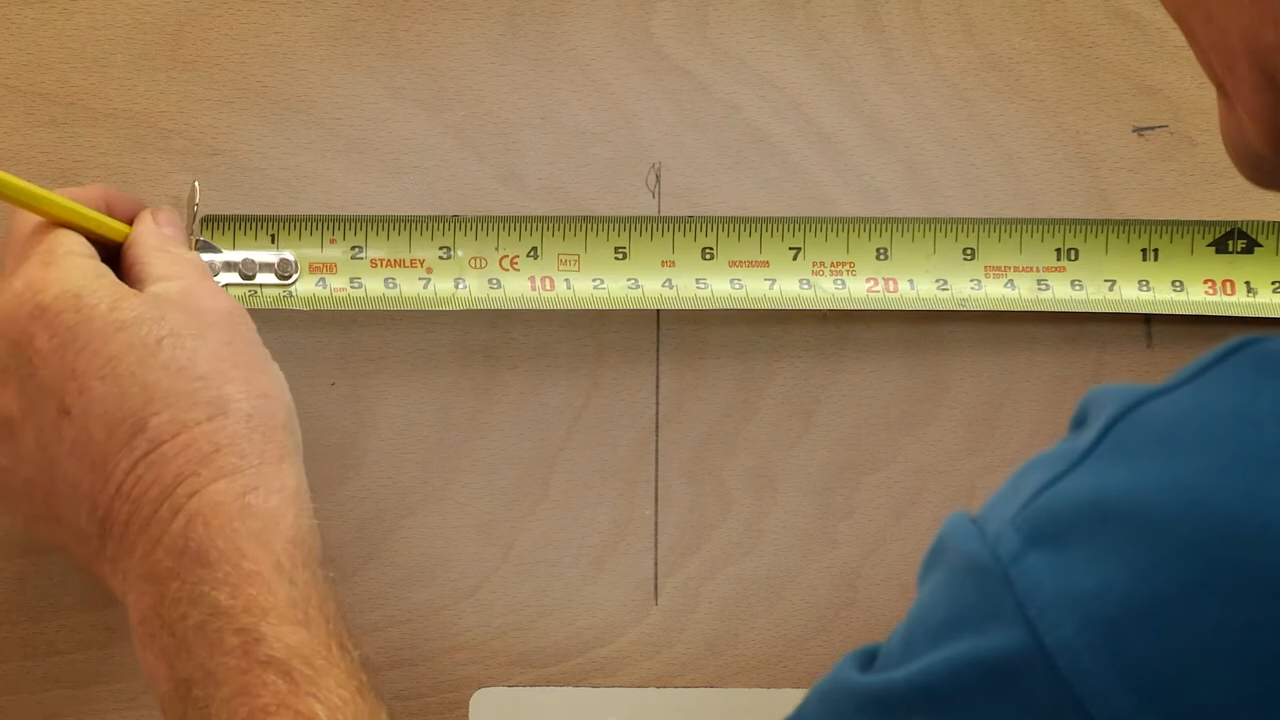 1 2 3 4 5 6 7 8 9 10 11 1F
in
5m/16' STANLEY® CE M17 0126 UK/0126/0095 P.R. APP'D
NO. 339 TC
STANLEY BLACK & DECKER
© 2011
2 3 4 cm 5 6 7 8 9 10 1 2 3 4 5 6 7 8 9 20 1 2 3 4 5 6 7 8 9 30 1 2